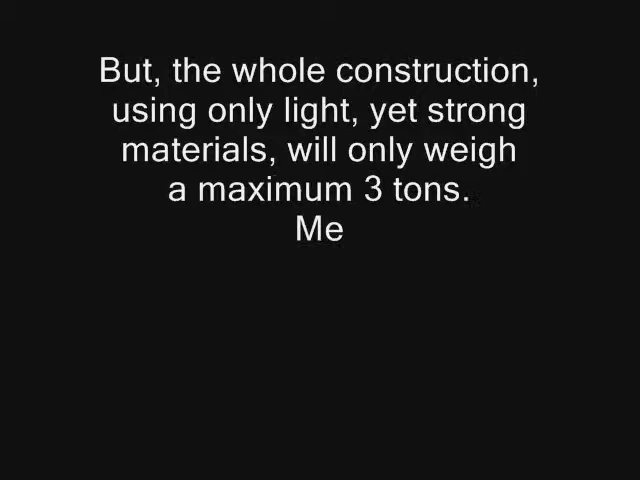 But, the whole construction,
using only light, yet strong
materials, will only weigh
a maximum 3 tons.
Me